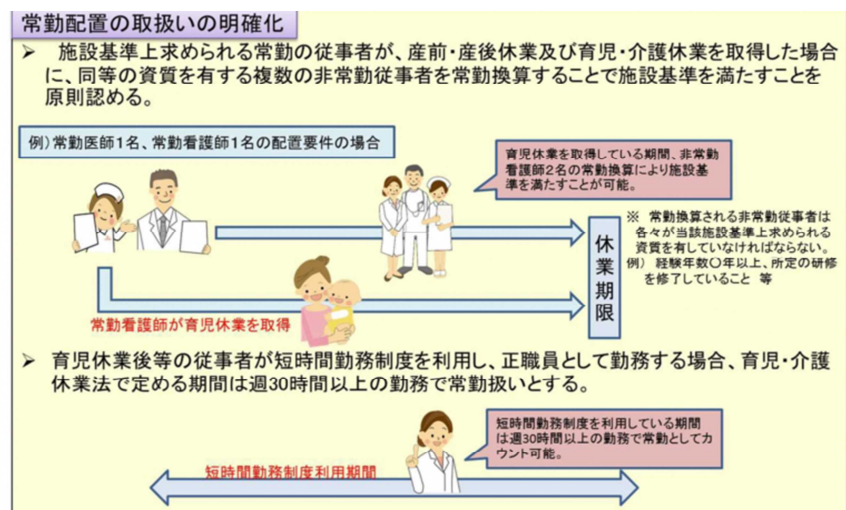 常勤配置の取扱いの明確化
➢ 施設基準上求められる常勤の従事者が、産前・産後休業及び育児・介護休業を取得した場合
に、同等の資質を有する複数の非常勤従事者を常勤換算することで施設基準を満たすことを
原則認める。
例)常勤医師1名、常勤看護師1名の配置要件の場合
育児休業を取得している期間、非常勤
看護師2名の常勤換算により施設基
準を満たすことが可能。
※ 常勤換算される非常勤従事者は
各々が当該施設基準上求められる
資質を有していなければならない。
例) 経験年数〇年以上、所定の研修
を修了していること 等
休業期限
常勤看護師が育児休業を取得
➢ 育児休業後等の従事者が短時間勤務制度を利用し、正職員として勤務する場合、育児・介護
休業法で定める期間は週30時間以上の勤務で常勤扱いとする。
短時間勤務制度を利用している期間
は週30時間以上の勤務で常勤としてカ
ウント可能。
短時間勤務制度利用期間